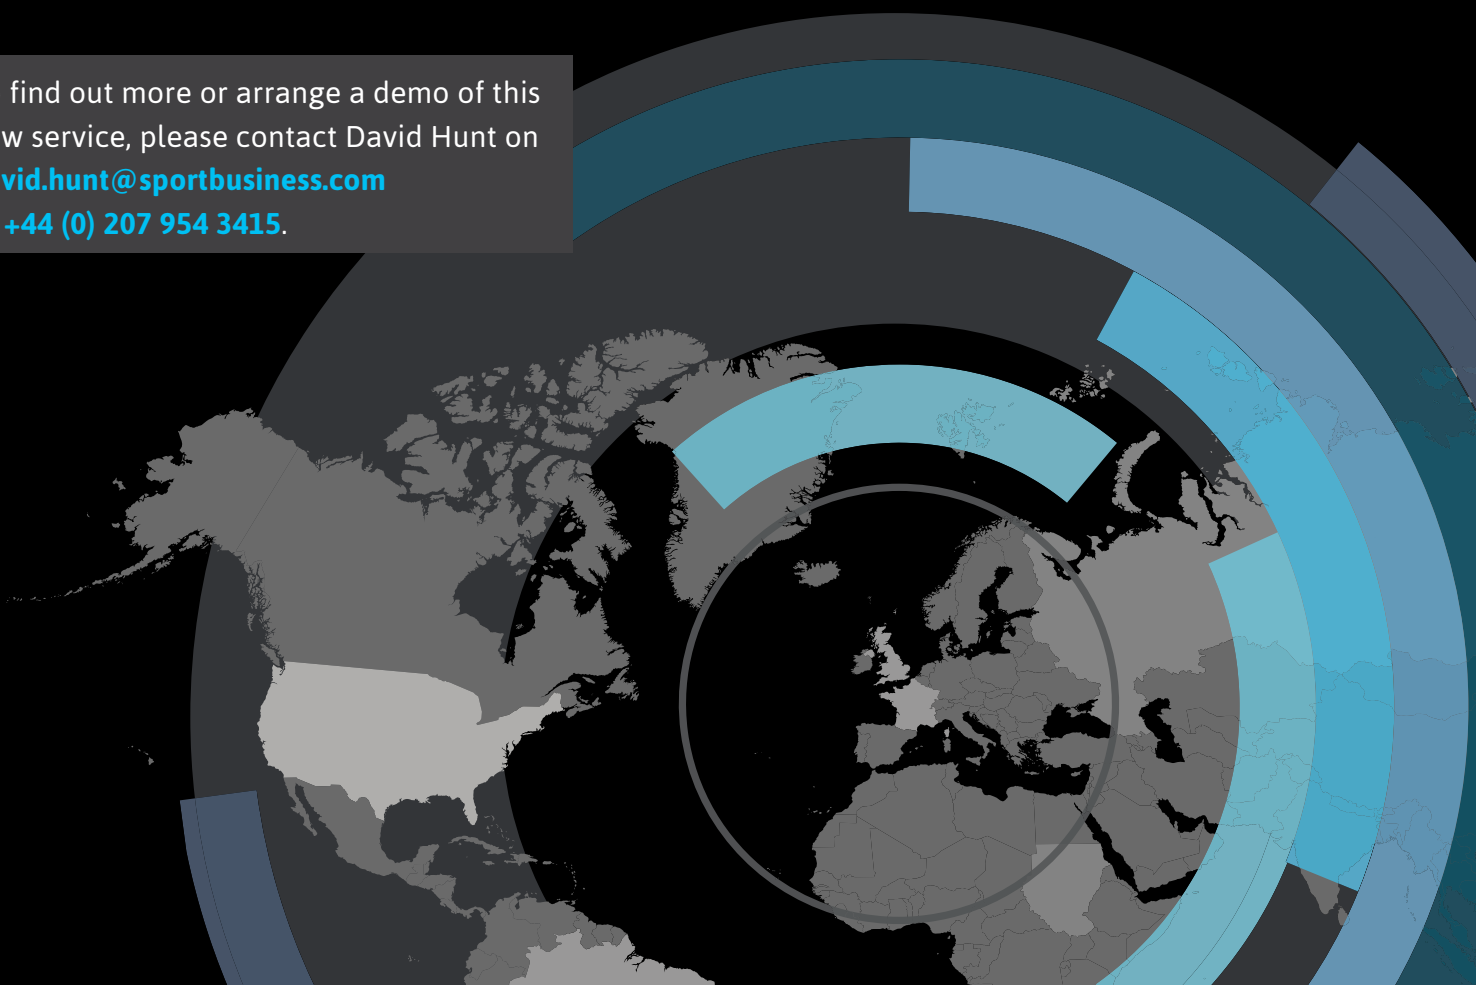 find out more or arrange a demo of this
w service, please contact David Hunt on
vid.hunt@sportbusiness.com
+44 (0) 207 954 3415.